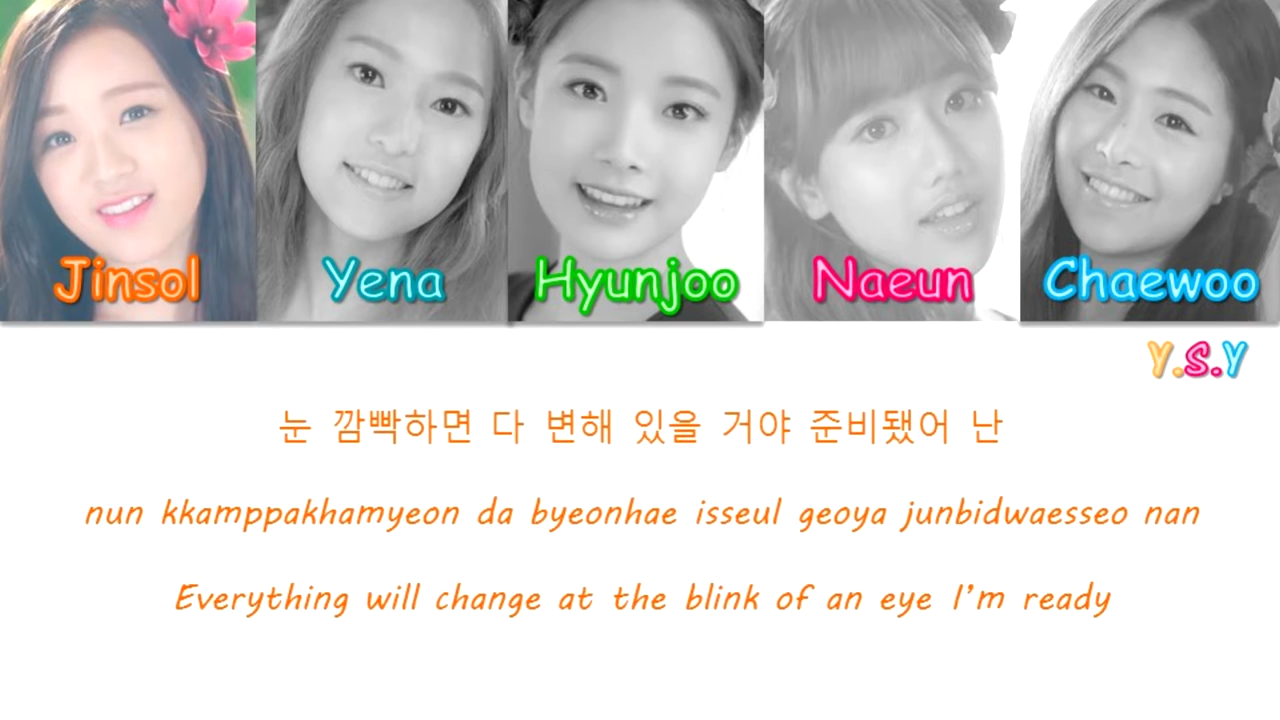 Jinsol
Yena
Hyunjoo
Naeun
Chaewoo
Y.S.Y
눈 깜빡하면 다 변해 있을 거야 준비됐어 난
nun kkamppakhamyeon da byeonhae isseul geoya junbidwaesseo nan
Everything will change at the blink of an eye I'm ready